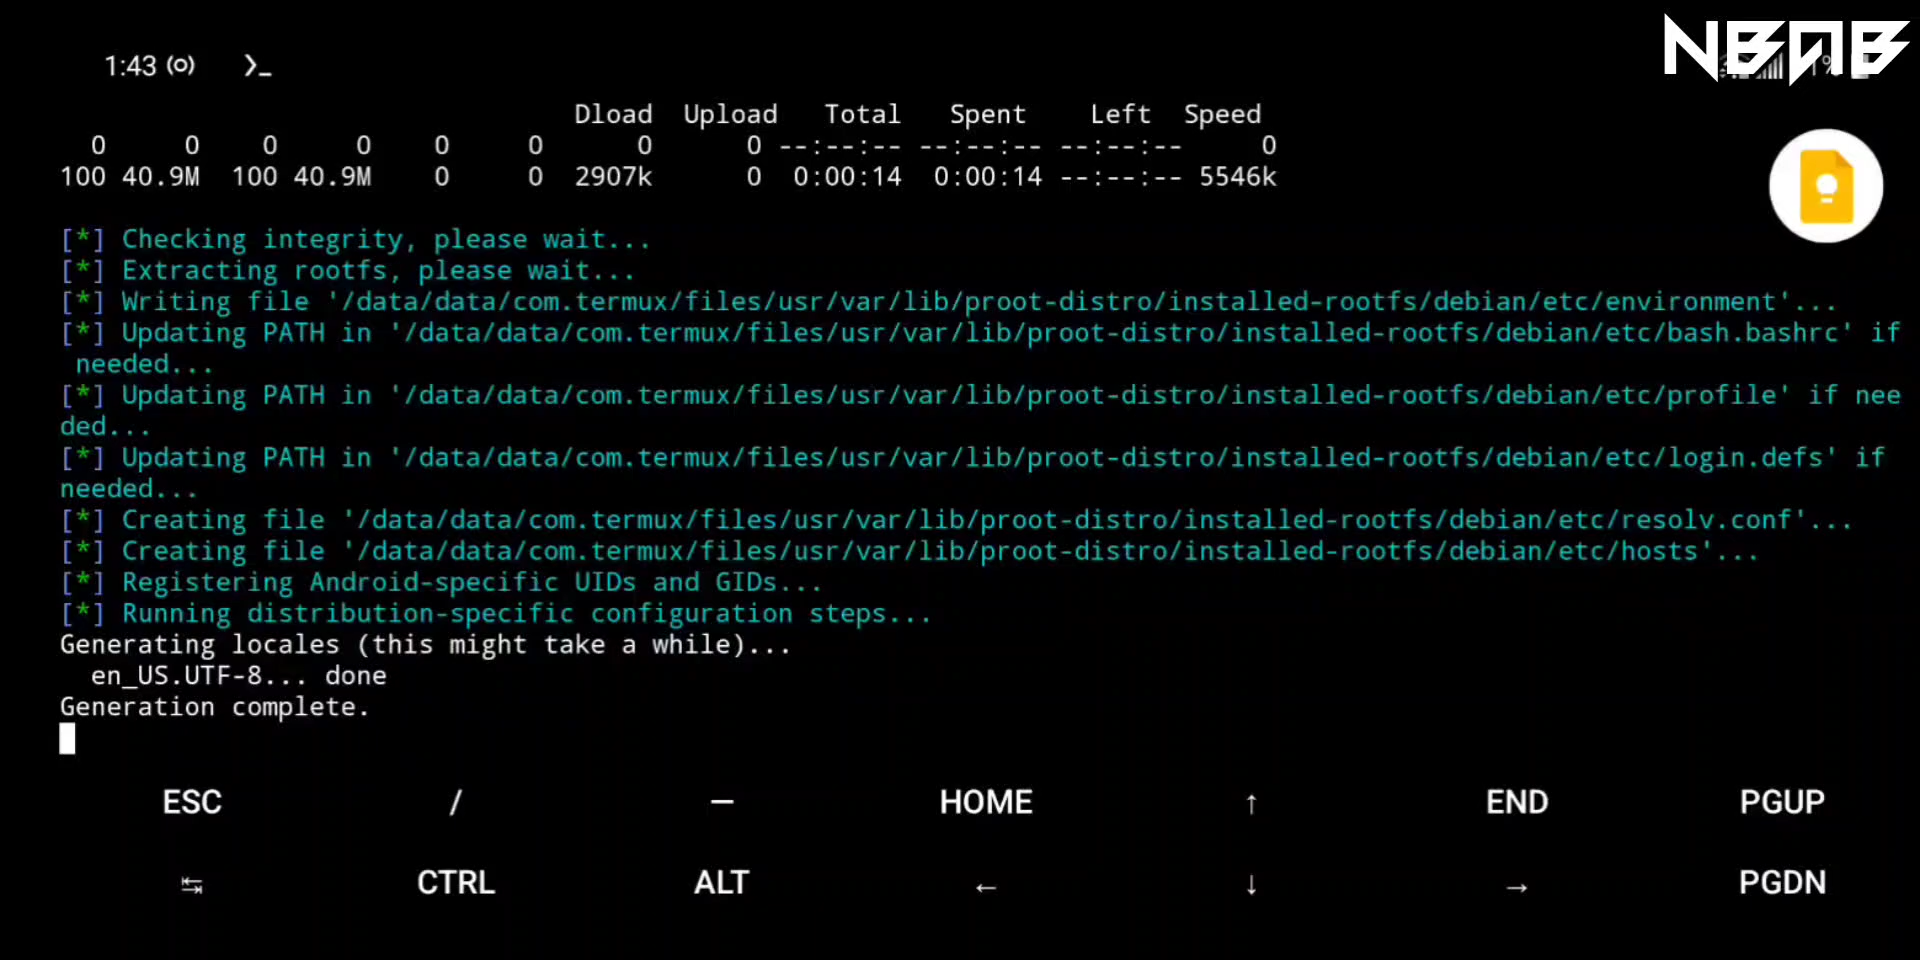 NBAB
1:43
>_
Dload Upload Total Spent Left Speed
0 0 0 0 0 0 0 0 --:--:-- --:--:-- --:--:-- 0
100 40.9M 100 40.9M 0 0 2907k 0 0:00:14 0:00:14 --:--:-- 5546k
[*] Checking integrity, please wait...
[*] Extracting rootfs, please wait...
[*] Writing file '/data/data/com.termux/files/usr/var/lib/proot-distro/installed-rootfs/debian/etc/environment'...
[*] Updating PATH in '/data/data/com.termux/files/usr/var/lib/proot-distro/installed-rootfs/debian/etc/bash.bashrc' if
needed...
[*] Updating PATH in '/data/data/com.termux/files/usr/var/lib/proot-distro/installed-rootfs/debian/etc/profile' if nee
ded...
[*] Updating PATH in '/data/data/com.termux/files/usr/var/lib/proot-distro/installed-rootfs/debian/etc/login.defs' if
needed...
[*] Creating file '/data/data/com.termux/files/usr/var/lib/proot-distro/installed-rootfs/debian/etc/resolv.conf'...
[*] Creating file '/data/data/com.termux/files/usr/var/lib/proot-distro/installed-rootfs/debian/etc/hosts'...
[*] Registering Android-specific UIDs and GIDs...
[*] Running distribution-specific configuration steps...
Generating locales (this might take a while)...
en_US.UTF-8... done
Generation complete.
ESC / — HOME ↑ END PGUP
↹ CTRL ALT ← ↓ → PGDN